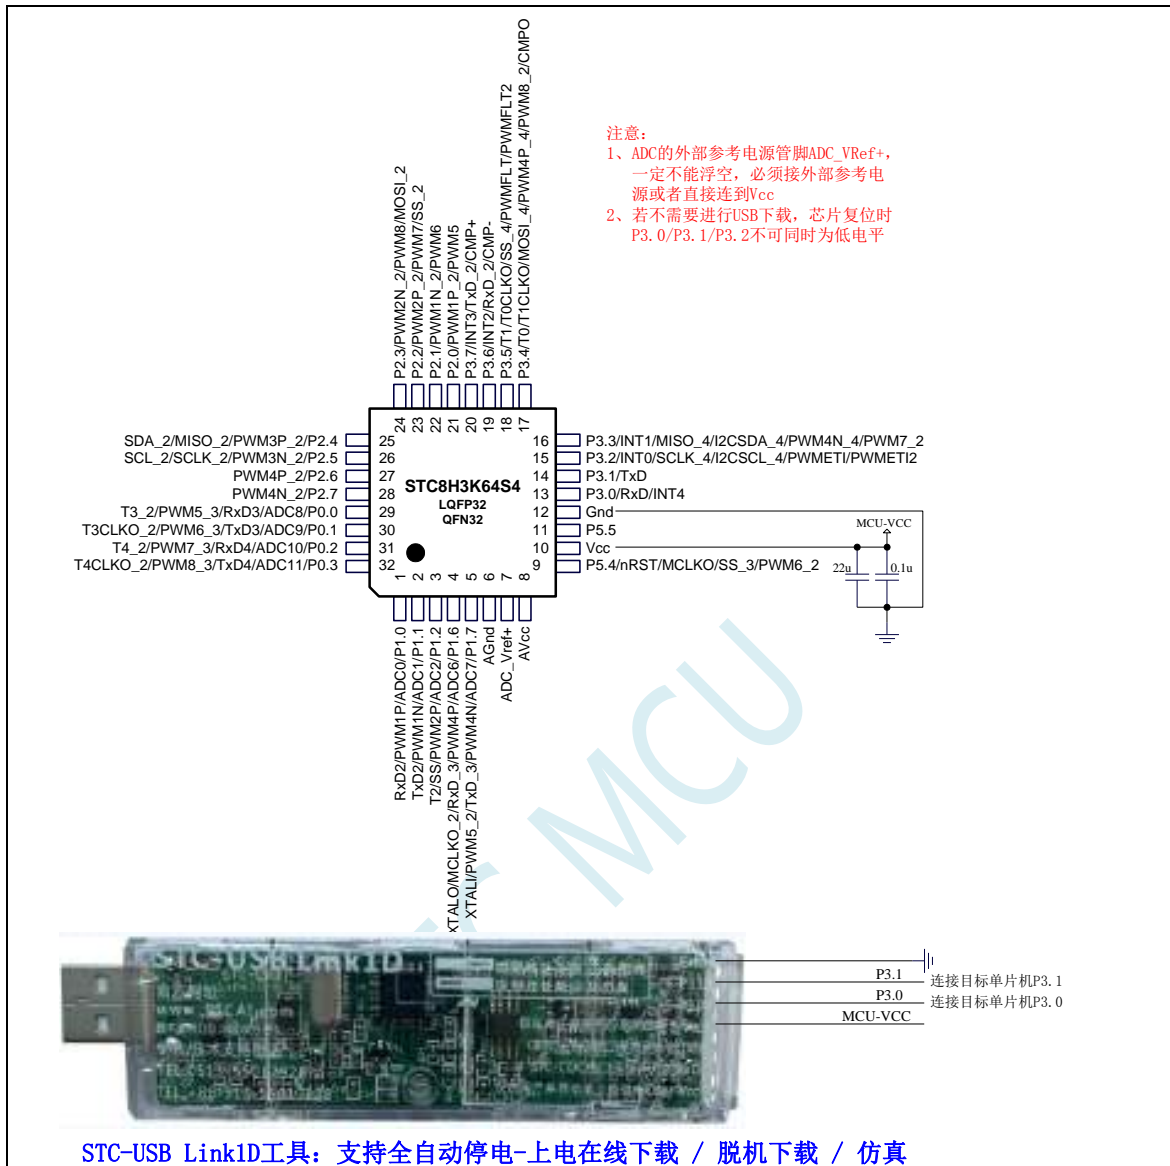 注意：
1、ADC的外部参考电源管脚ADC_VRef+，
一定不能浮空，必须接外部参考电
源或者直接连到Vcc
2、若不需要进行USB下载，芯片复位时
P3.0/P3.1/P3.2不可同时为低电平
P2.3/PWM2N_2/PWM8/MOSI_2
P2.2/PWM2P_2/PWM7/SS_2
P2.1/PWM1N_2/PWM6
P2.0/PWM1P_2/PWM5
P3.7/INT3/TxD_2/CMP+
P3.6/INT2/RxD_2/CMP-
P3.5/T1/T0CLKO/SS_4/PWMFLT/PWMFLT2
P3.4/T0/T1CLKO/MOSI_4/PWM4P_4/PWM8_2/CMPO
24
23
22
21
20
19
18
17
SDA_2/MISO_2/PWM3P_2/P2.4
SCL_2/SCLK_2/PWM3N_2/P2.5
PWM4P_2/P2.6
PWM4N_2/P2.7
T3_2/PWM5_3/RxD3/ADC8/P0.0
T3CLKO_2/PWM6_3/TxD3/ADC9/P0.1
T4_2/PWM7_3/RxD4/ADC10/P0.2
T4CLKO_2/PWM8_3/TxD4/ADC11/P0.3
25
26
27
28
29
30
31
32
STC8H3K64S4
LQFP32
QFN32
16
15
14
13
12
11
10
9
P3.3/INT1/MISO_4/I2CSDA_4/PWM4N_4/PWM7_2
P3.2/INT0/SCLK_4/I2CSCL_4/PWMETI/PWMETI2
P3.1/TxD
P3.0/RxD/INT4
Gnd
P5.5
Vcc
P5.4/nRST/MCLKO/SS_3/PWM6_2
MCU-VCC
22u
0.1u
1
2
3
4
5
6
7
8
RxD2/PWM1P/ADC0/P1.0
TxD2/PWM1N/ADC1/P1.1
T2/SS/PWM2P/ADC2/P1.2
XTALO/MCLKO_2/RxD_3/PWM4P/ADC6/P1.6
XTALI/PWM5_2/TxD_3/PWM4N/ADC7/P1.7
AGnd
ADC_Vref+
AVcc
MCU
STC-USB Link1D
P3.1
连接目标单片机P3.1
P3.0
连接目标单片机P3.0
MCU-VCC
STC-USB Link1D工具：支持全自动停电-上电在线下载 / 脱机下载 / 仿真